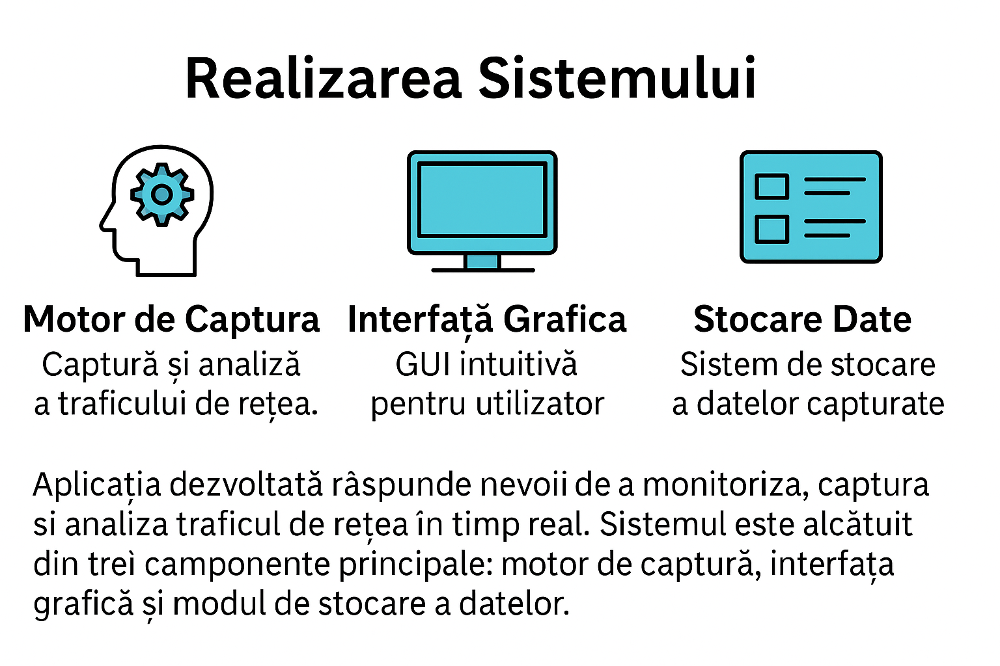 Realizarea Sistemului
Motor de Captura
Captură și analiză
a traficului de rețea.
Interfață Grafica
GUI intuitivă
pentru utilizator
Stocare Date
Sistem de stocare
a datelor capturate
Aplicația dezvoltată râspunde nevoii de a monitoriza, captura
si analiza traficul de rețea în timp real. Sistemul este alcătuit
din treì camponente principale: motor de captură, interfața
grafică și modul de stocare a datelor.